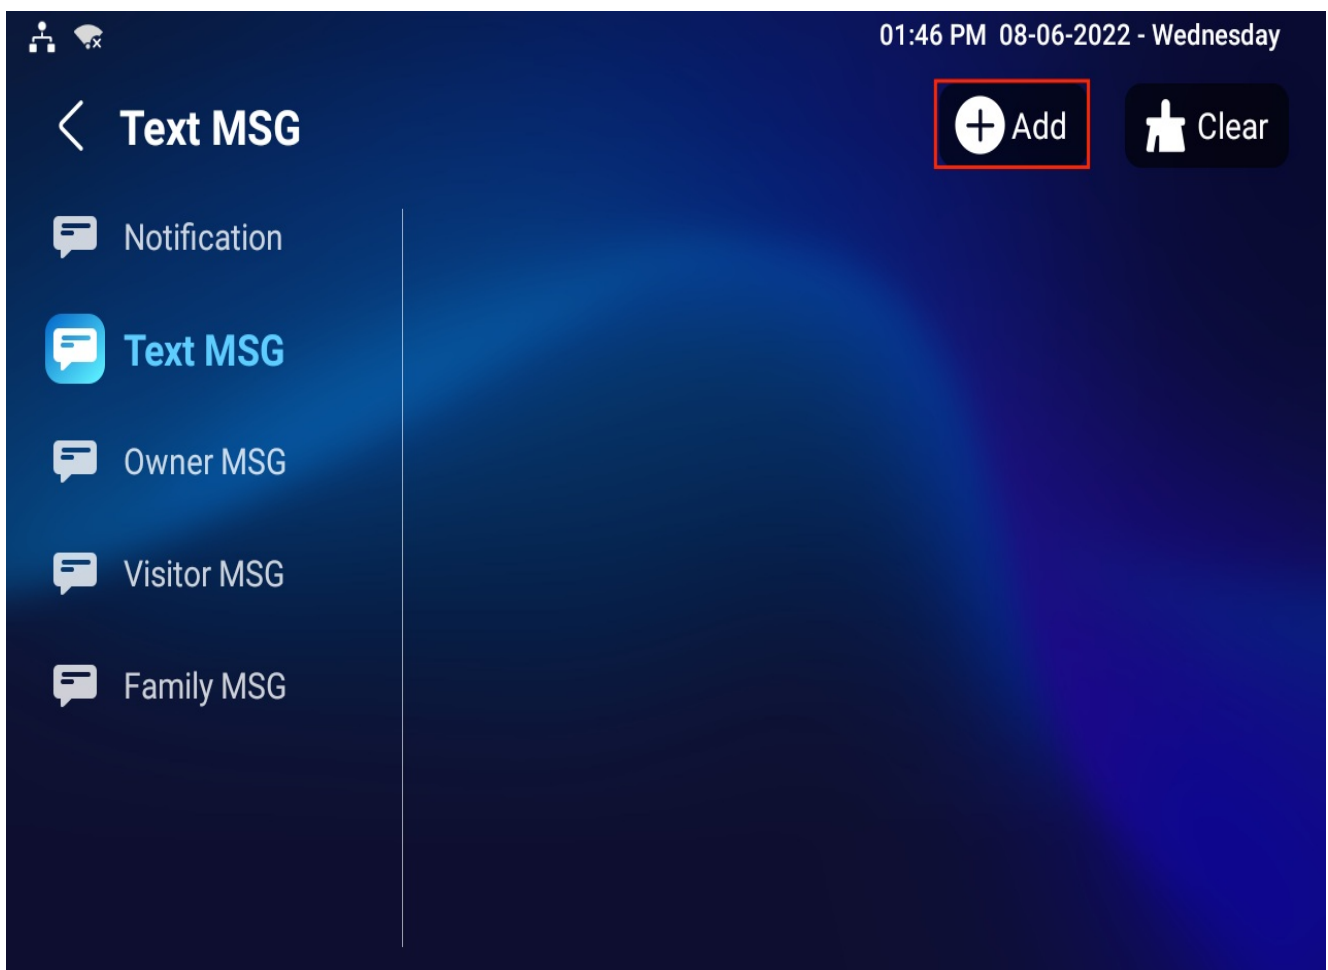 01:46 PM 08-06-2022 - Wednesday
Text MSG
Add
Clear
Notification
Text MSG
Owner MSG
Visitor MSG
Family MSG